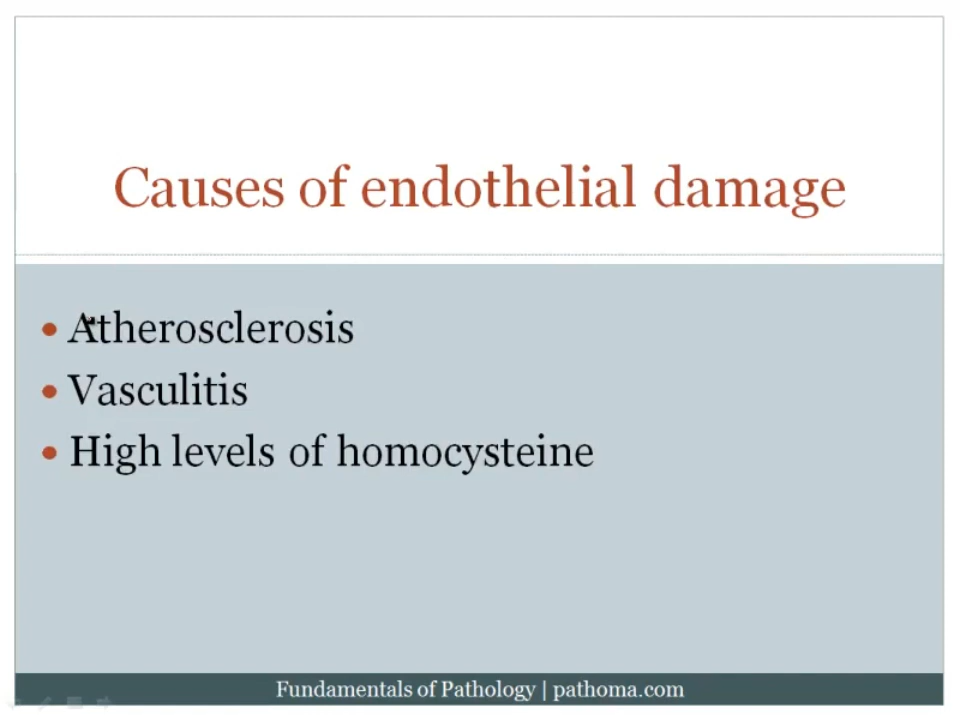 Causes of endothelial damage
• Atherosclerosis
• Vasculitis
• High levels of homocysteine
Fundamentals of Pathology | pathoma.com